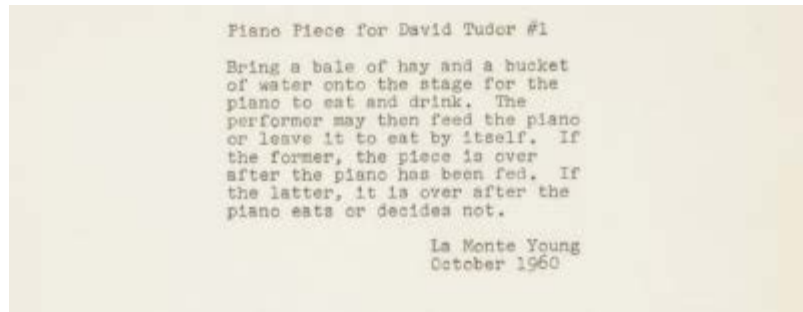 Piano Piece for David Tudor #1
Bring a bale of hay and a bucket
of water onto the stage for the
piano to eat and drink. The
performer may then feed the piano
or leave it to eat by itself. If
the former, the piece is over
after the piano has been fed. If
the latter, it is over after the
piano eats or decides not.
La Monte Young
October 1960